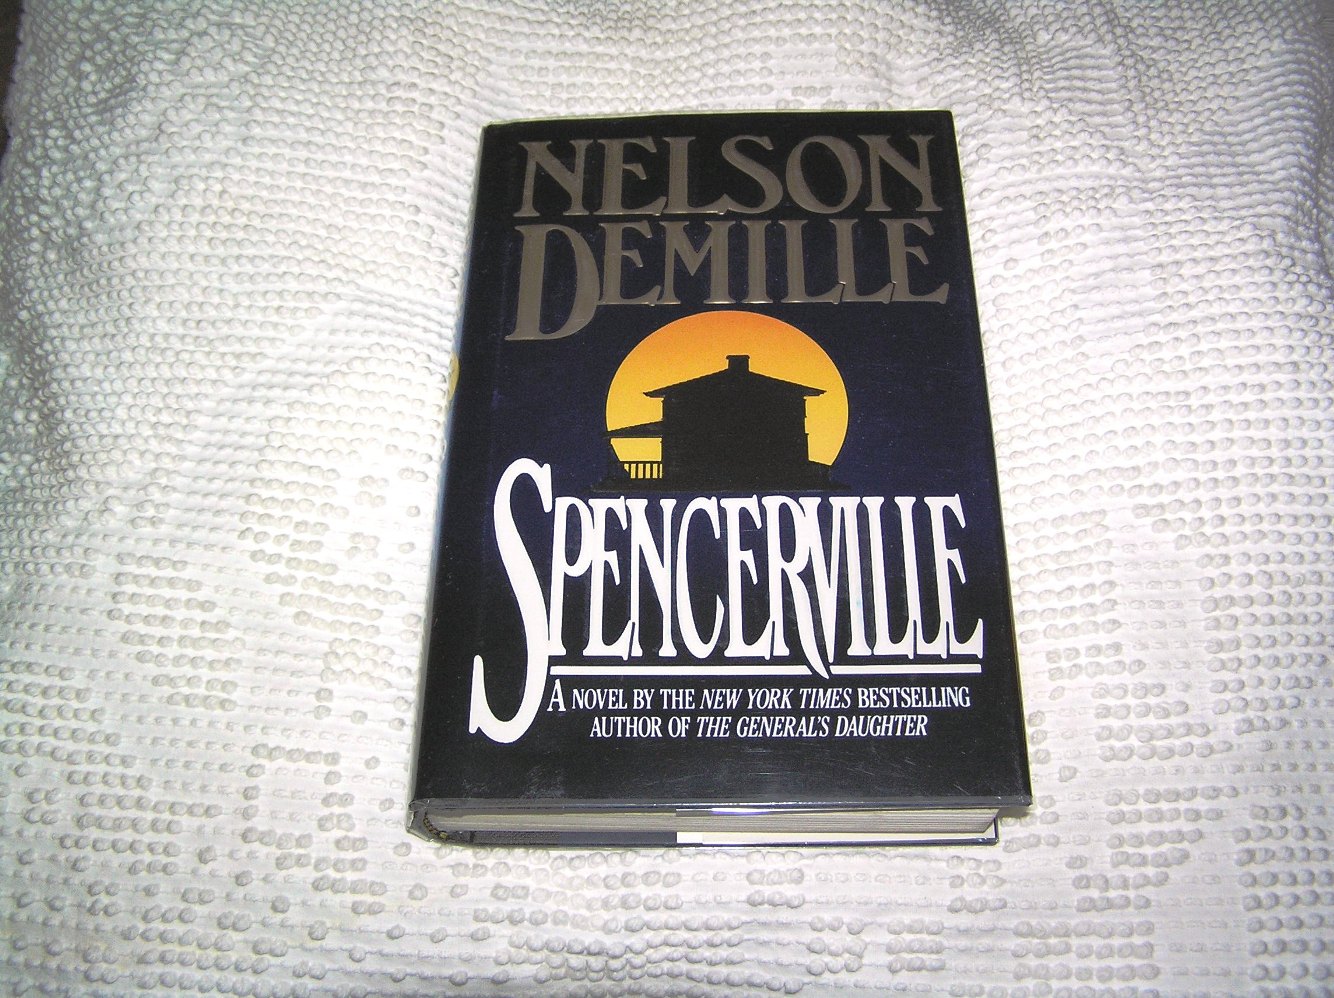 NELSON
DEMILLE
SPENCERVILLE
A NOVEL BY THE NEW YORK TIMES BESTSELLING
AUTHOR OF THE GENERAL'S DAUGHTER